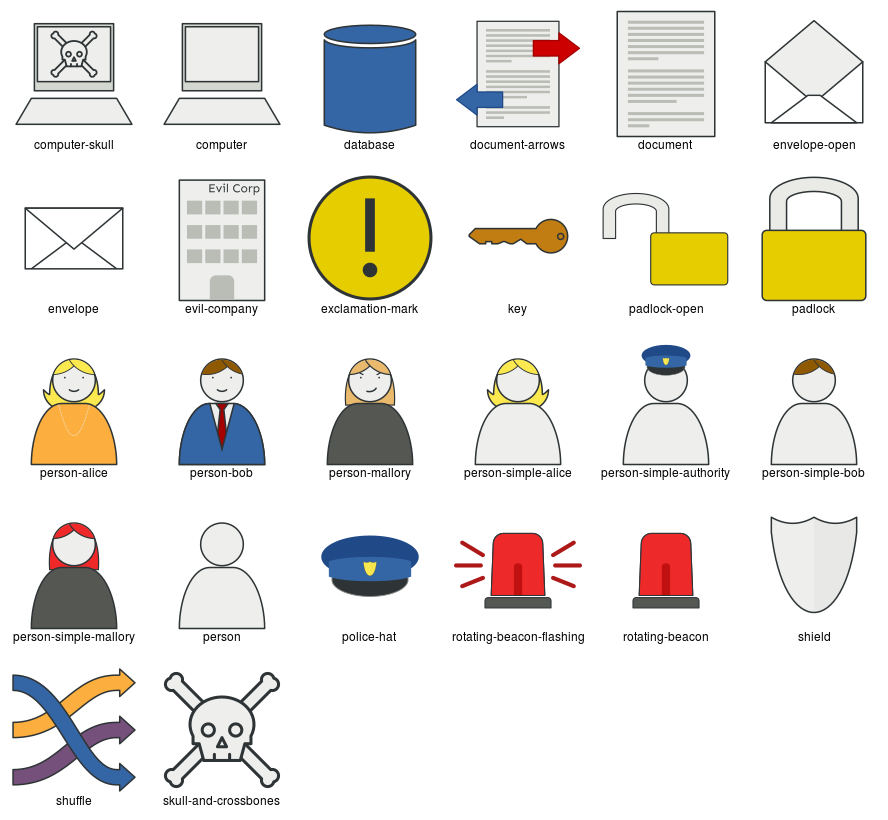 computer-skull
computer
database
document-arrows
document
envelope-open
Evil Corp
envelope
evil-company
exclamation-mark
key
padlock-open
padlock
person-alice
person-bob
person-mallory
person-simple-alice
person-simple-authority
person-simple-bob
person-simple-mallory
person
police-hat
rotating-beacon-flashing
rotating-beacon
shield
shuffle
skull-and-crossbones